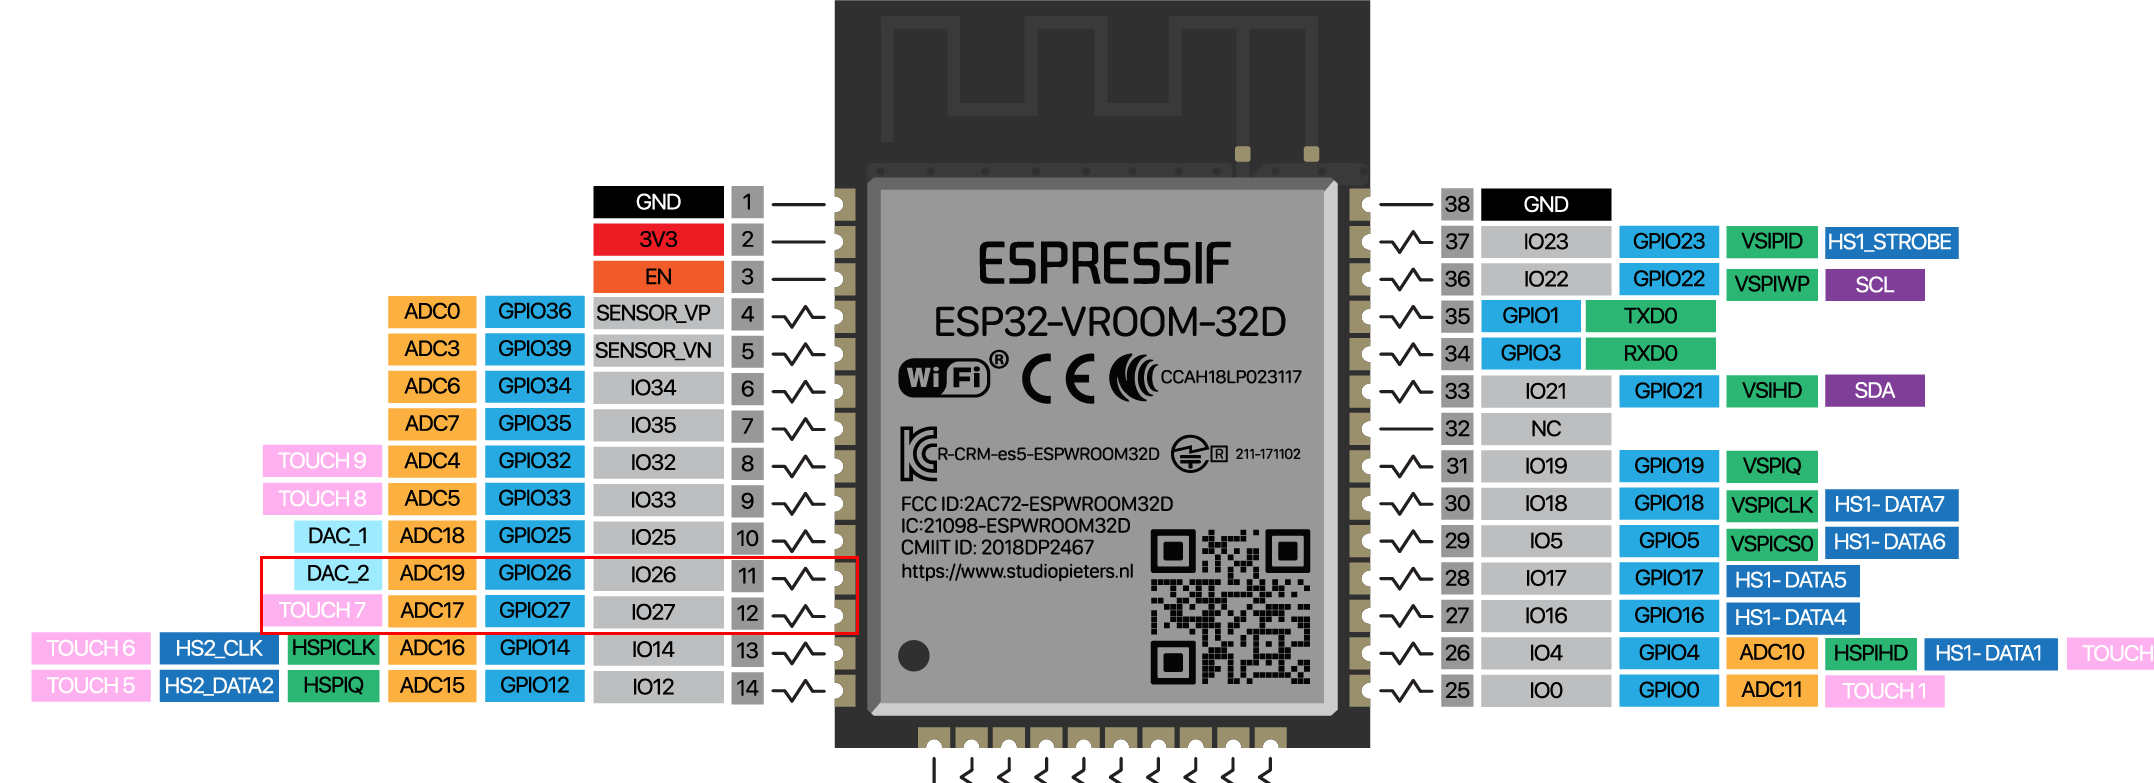 GND 1
3V3 2
EN 3
ADC0 GPIO36 SENSOR_VP 4
ADC3 GPIO39 SENSOR_VN 5
ADC6 GPIO34 IO34 6
ADC7 GPIO35 IO35 7
TOUCH 9 ADC4 GPIO32 IO32 8
TOUCH 8 ADC5 GPIO33 IO33 9
DAC_1 ADC18 GPIO25 IO25 10
DAC_2 ADC19 GPIO26 IO26 11
TOUCH 7 ADC17 GPIO27 IO27 12
TOUCH 6 HS2_CLK HSPICLK ADC16 GPIO14 IO14 13
TOUCH 5 HS2_DATA2 HSPIQ ADC15 GPIO12 IO12 14
ESPRESSIF
ESP32-VROOM-32D
WiFi® CE CCAH18LP023117
R-CRM-es5-ESPWROOM32D R 211-171102
FCC ID:2AC72-ESPWROOM32D
IC:21098-ESPWROOM32D
CMIIT ID: 2018DP2467
https://www.studiopieters.nl
38 GND
37 IO23 GPIO23 VSIPID HS1_STROBE
36 IO22 GPIO22 VSPIWP SCL
35 GPIO1 TXD0
34 GPIO3 RXD0
33 IO21 GPIO21 VSIHD SDA
32 NC
31 IO19 GPIO19 VSPIQ
30 IO18 GPIO18 VSPICLK HS1-DATA7
29 IO5 GPIO5 VSPICS0 HS1-DATA6
28 IO17 GPIO17 HS1-DATA5
27 IO16 GPIO16 HS1-DATA4
26 IO4 GPIO4 ADC10 HSPIHD HS1-DATA1 TOUCH
25 IO0 GPIO0 ADC11 TOUCH 1